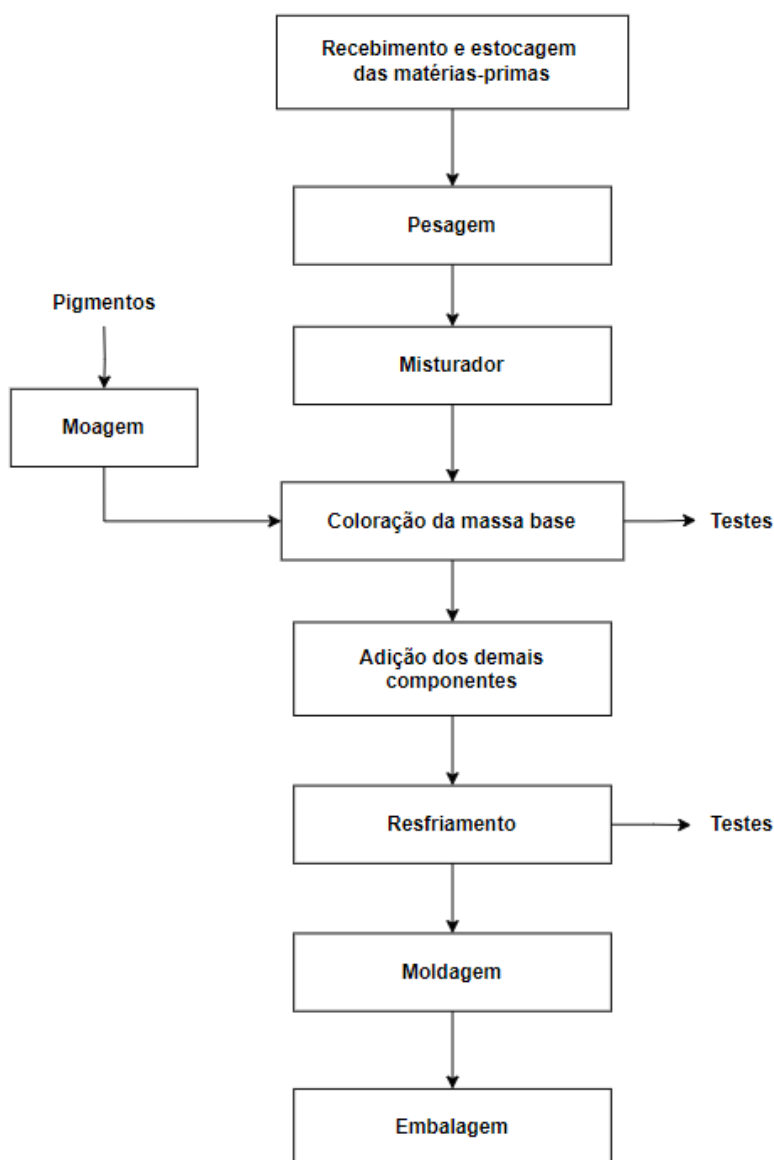 Recebimento e estocagem
das matérias-primas
Pesagem
Pigmentos
Misturador
Moagem
Coloração da massa base
Testes
Adição dos demais
componentes
Resfriamento
Testes
Moldagem
Embalagem